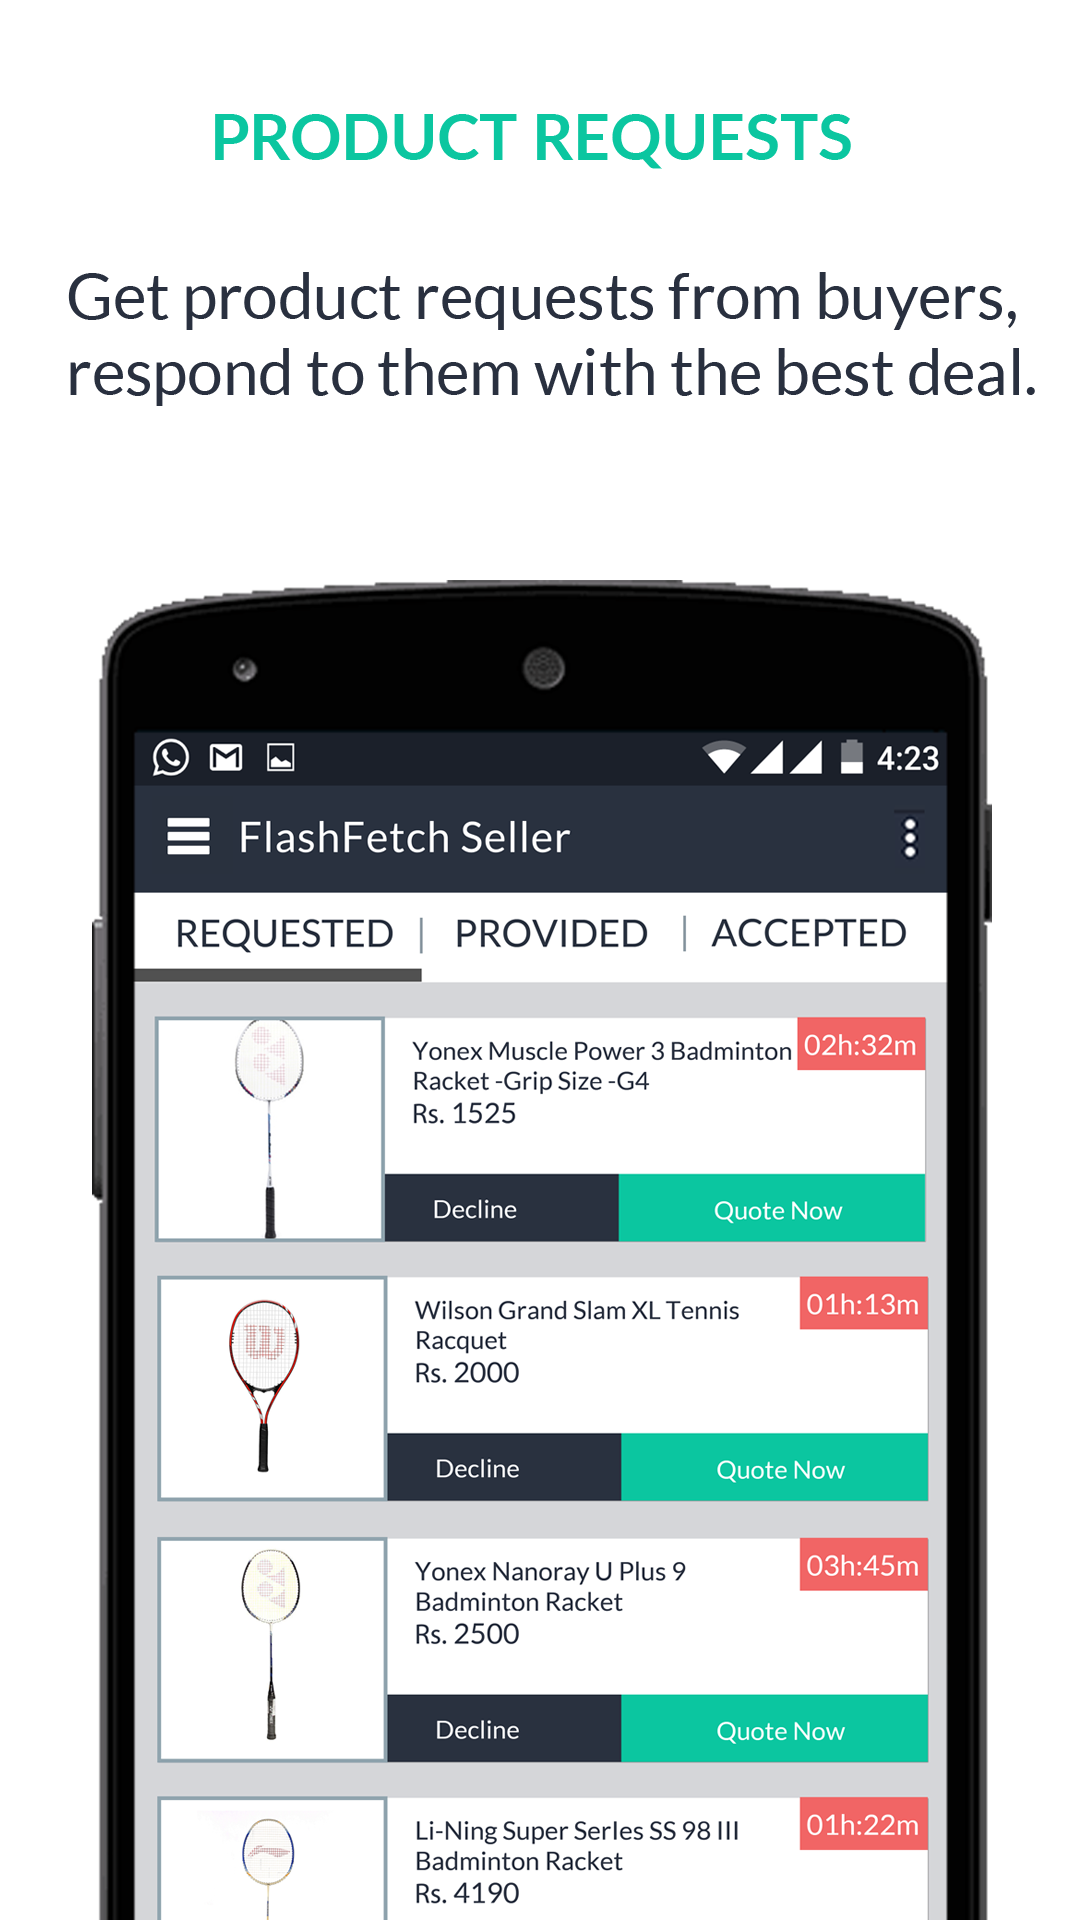 PRODUCT REQUESTS
Get product requests from buyers,
respond to them with the best deal.
4:23
FlashFetch Seller
REQUESTED | PROVIDED | ACCEPTED
Yonex Muscle Power 3 Badminton
Racket -Grip Size -G4
Rs. 1525
02h:32m
Decline
Quote Now
W
Wilson Grand Slam XL Tennis
Racquet
Rs. 2000
01h:13m
Decline
Quote Now
Yonex Nanoray U Plus 9
Badminton Racket
Rs. 2500
03h:45m
Decline
Quote Now
Li-Ning Super SerIes SS 98 III
Badminton Racket
Rs. 4190
01h:22m